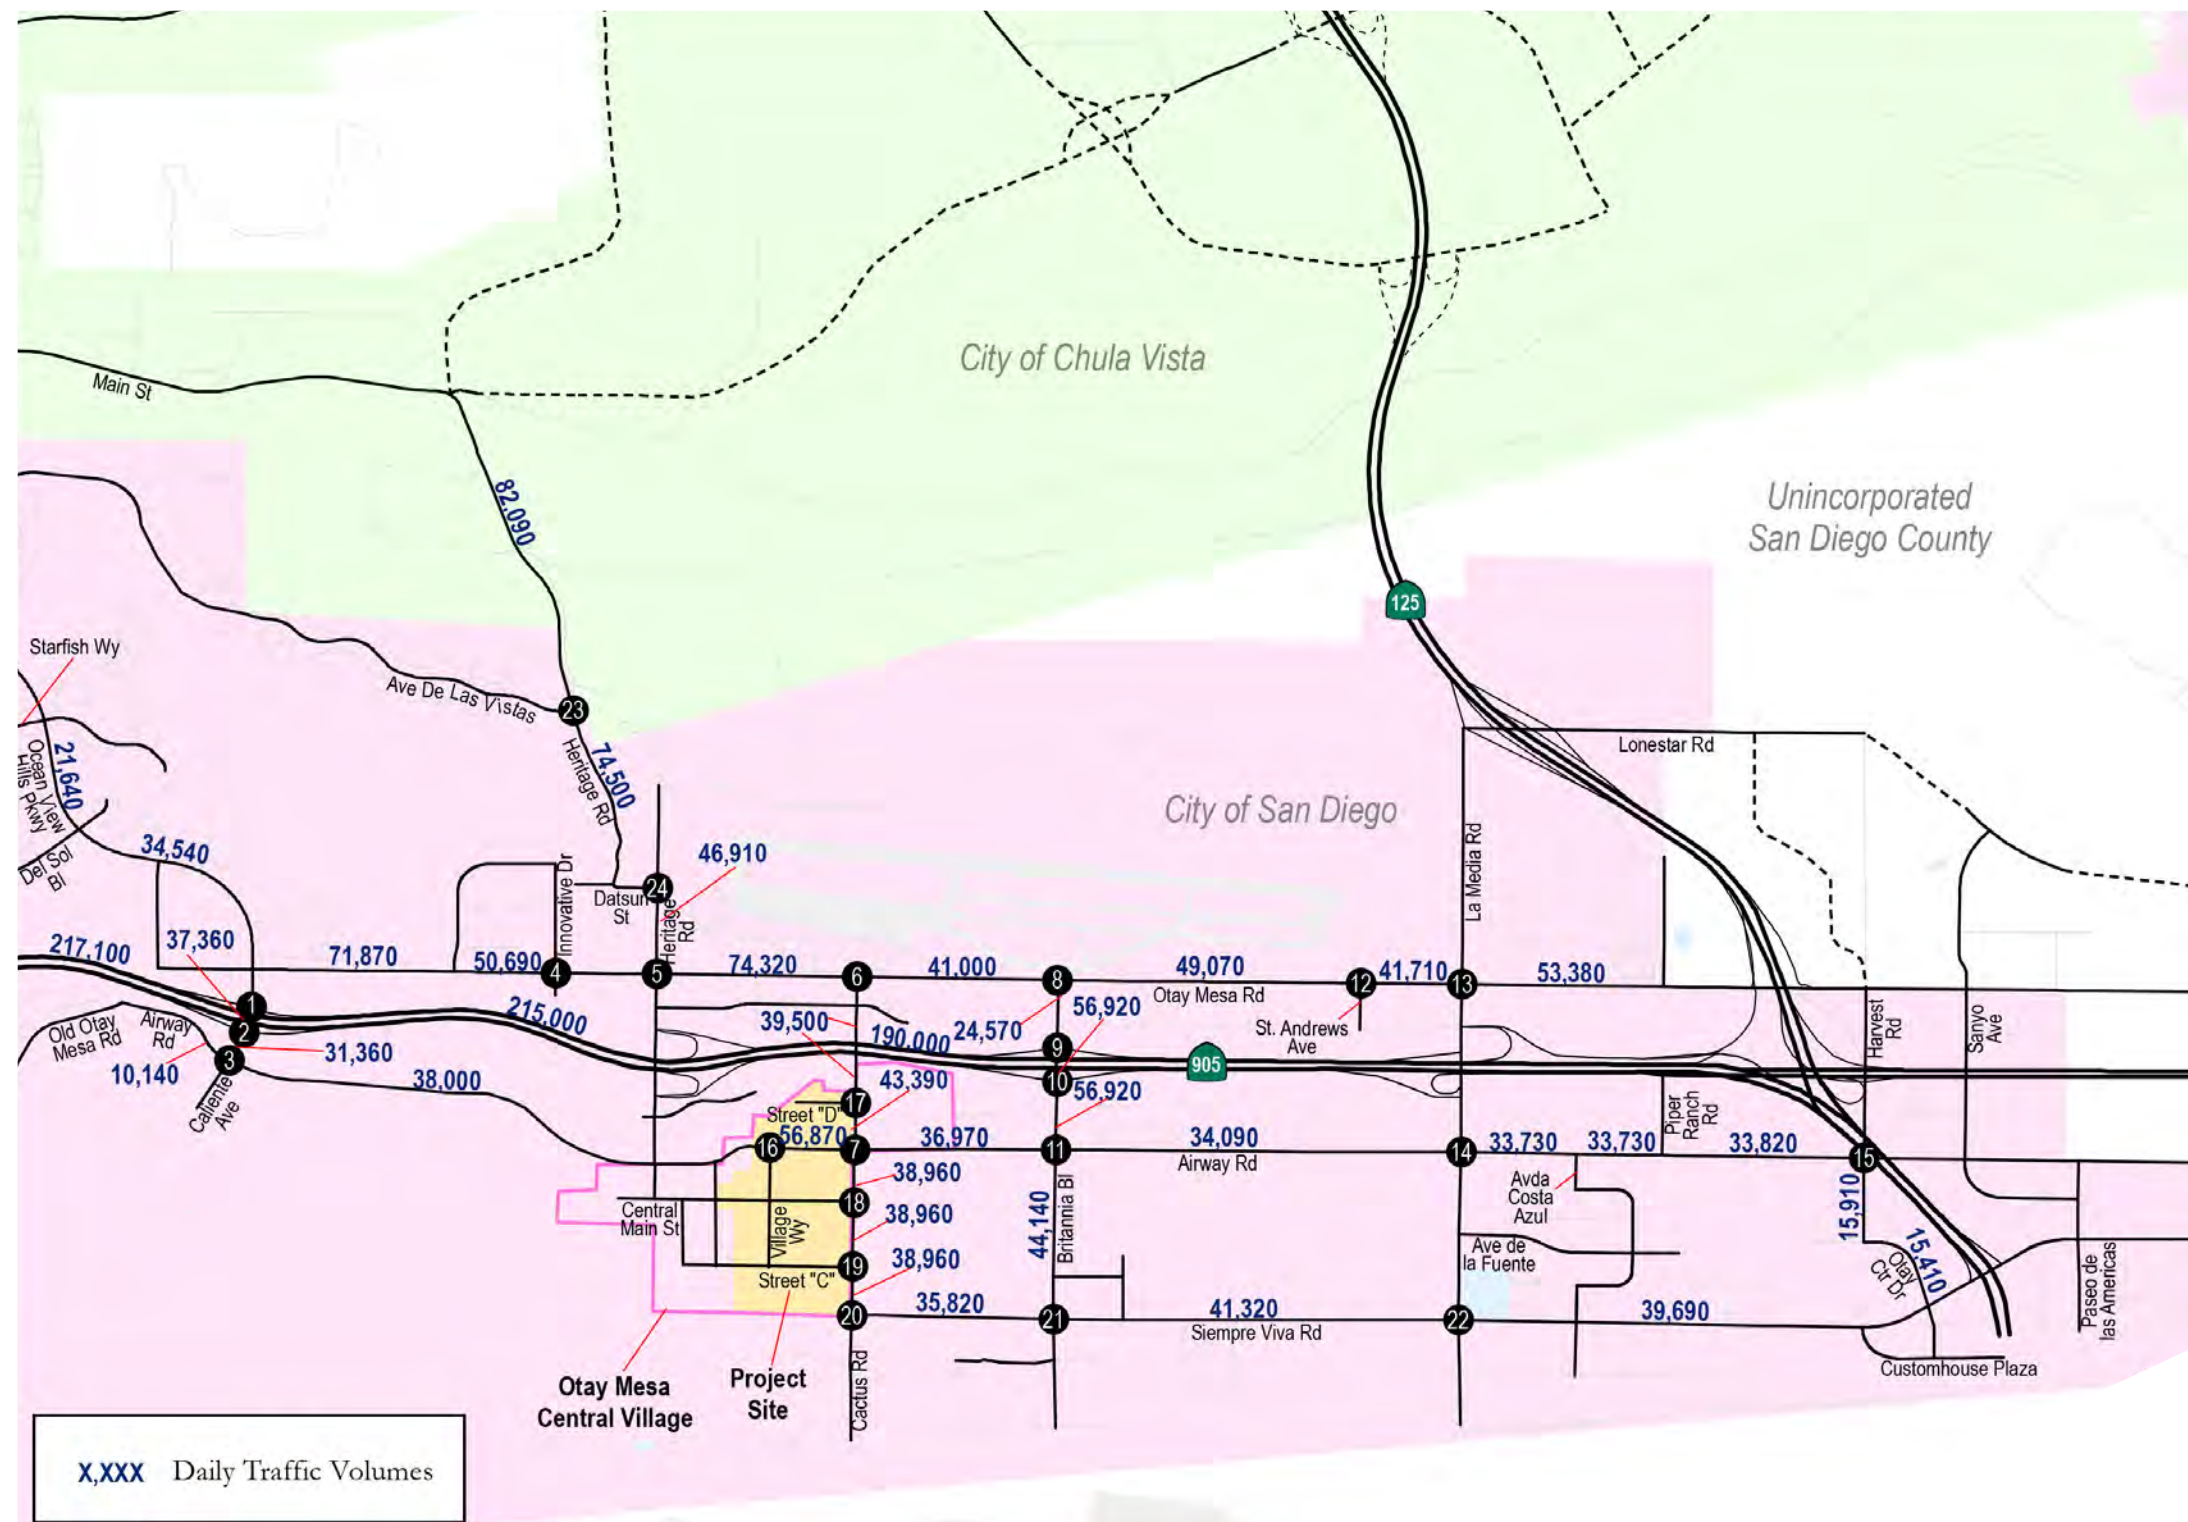 Main St
City of Chula Vista
Unincorporated
San Diego County
82,090
125
Starfish Wy
Ave De Las Vistas
23
Ocean View
Hills Pkwy
21,640
Heritage Rd
74,500
Lonestar Rd
City of San Diego
Del Sol
Bl
34,540
46,910
Innovative Dr
Datsun
St
24
Heritage
Rd
La Media Rd
217,100
37,360
71,870
50,690
4
5
74,320
6
41,000
8
49,070
12
41,710
13
53,380
Otay Mesa Rd
1
2
3
Old Otay
Mesa Rd
Airway
Rd
215,000
39,500
190,000
24,570
56,920
St. Andrews
Ave
Harvest
Rd
Sanyo
Ave
10,140
31,360
38,000
Caliente
Ave
9
10
905
43,390
56,920
Street "D"
17
Piper
Ranch
Rd
16
56,870
7
36,970
11
34,090
Airway Rd
14
33,730
33,730
33,820
15
38,960
Avda
Costa
Azul
Central
Main St
Village
Wy
18
38,960
44,140
Britannia Bl
15,910
Otay
Ctr Dr
15,410
Paseo de
las Americas
Ave de
la Fuente
19
38,960
Street "C"
20
35,820
21
41,320
Siempre Viva Rd
22
39,690
Customhouse Plaza
Otay Mesa
Central Village
Project
Site
Cactus Rd
X,XXX Daily Traffic Volumes